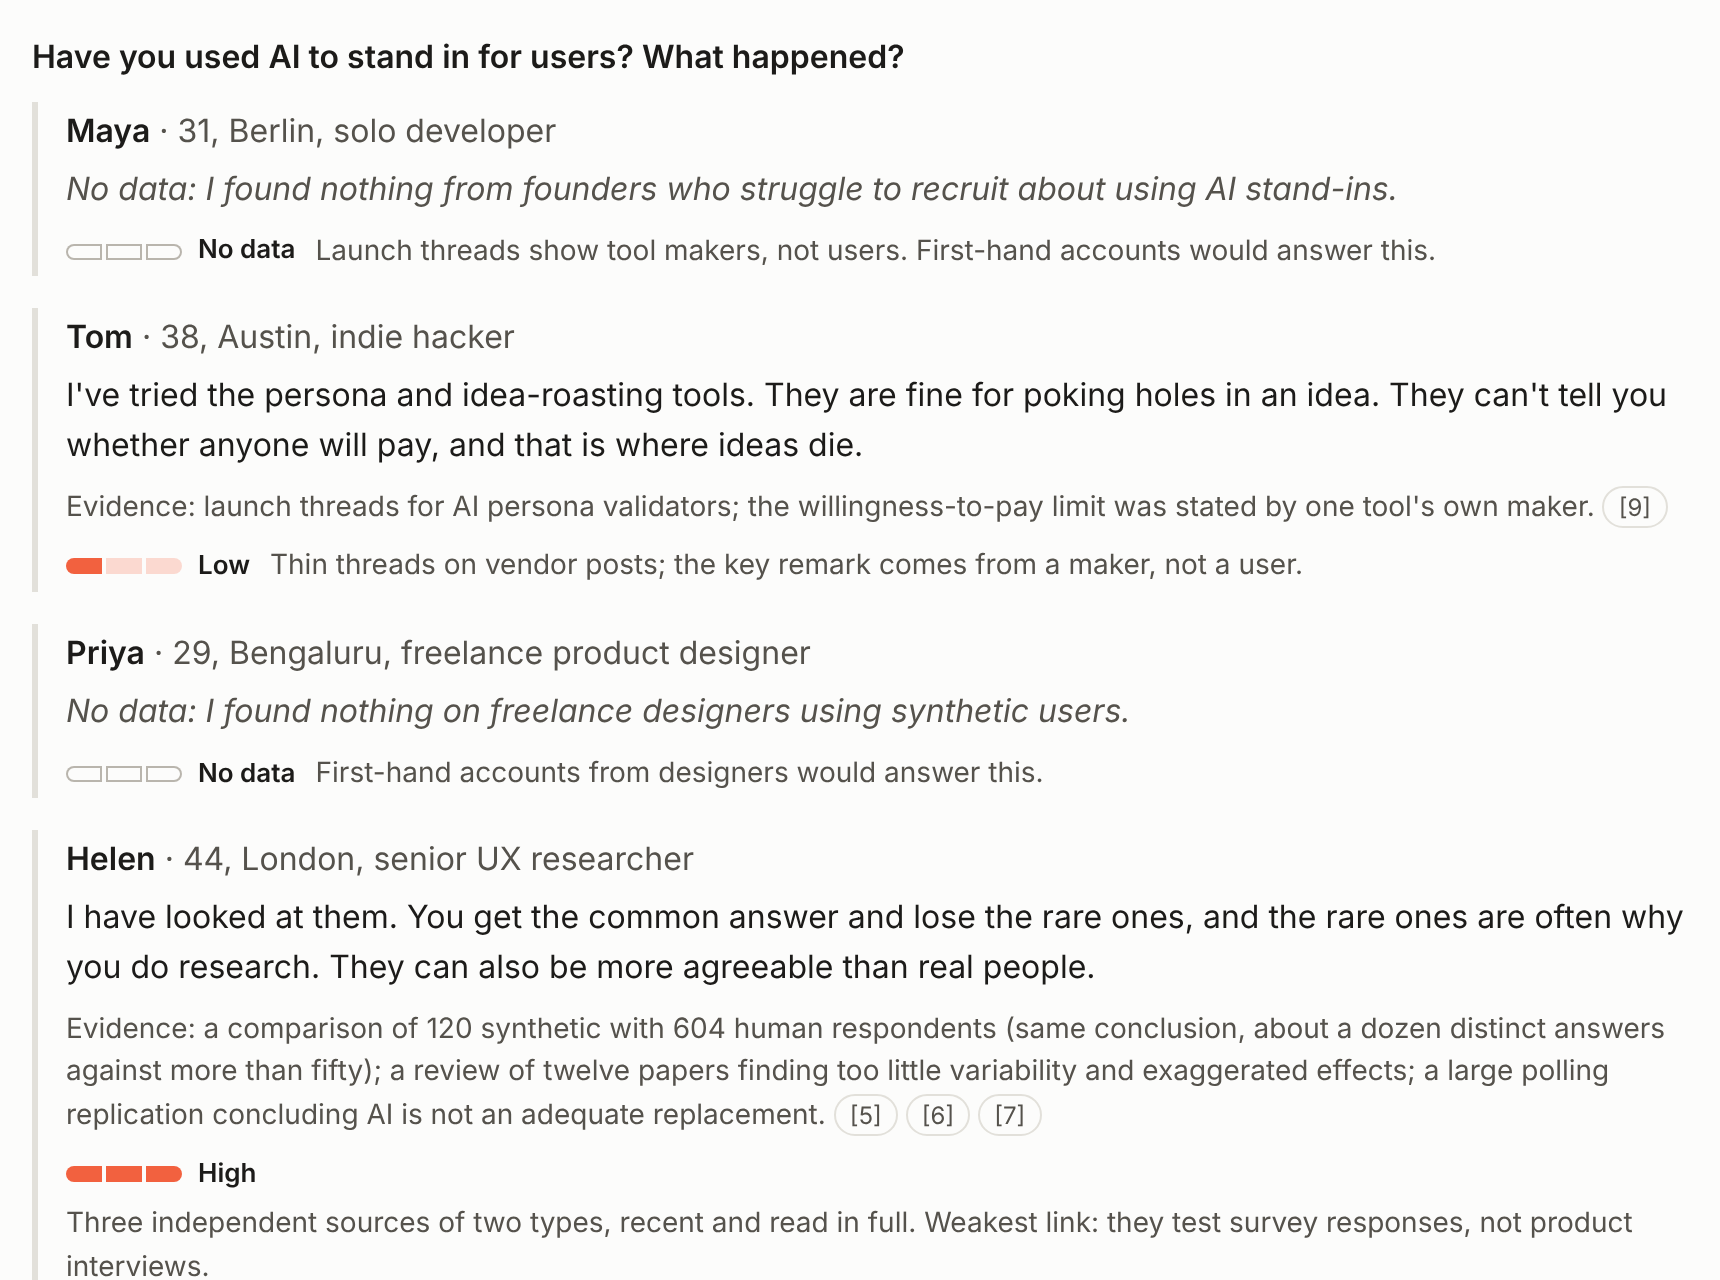 Have you used AI to stand in for users? What happened?
Maya · 31, Berlin, solo developer
No data: I found nothing from founders who struggle to recruit about using AI stand-ins.
No data Launch threads show tool makers, not users. First-hand accounts would answer this.
Tom · 38, Austin, indie hacker
I've tried the persona and idea-roasting tools. They are fine for poking holes in an idea. They can't tell you
whether anyone will pay, and that is where ideas die.
Evidence: launch threads for AI persona validators; the willingness-to-pay limit was stated by one tool's own maker. [9]
Low Thin threads on vendor posts; the key remark comes from a maker, not a user.
Priya · 29, Bengaluru, freelance product designer
No data: I found nothing on freelance designers using synthetic users.
No data First-hand accounts from designers would answer this.
Helen · 44, London, senior UX researcher
I have looked at them. You get the common answer and lose the rare ones, and the rare ones are often why
you do research. They can also be more agreeable than real people.
Evidence: a comparison of 120 synthetic with 604 human respondents (same conclusion, about a dozen distinct answers
against more than fifty); a review of twelve papers finding too little variability and exaggerated effects; a large polling
replication concluding AI is not an adequate replacement. [5] [6] [7]
High
Three independent sources of two types, recent and read in full. Weakest link: they test survey responses, not product
interviews.